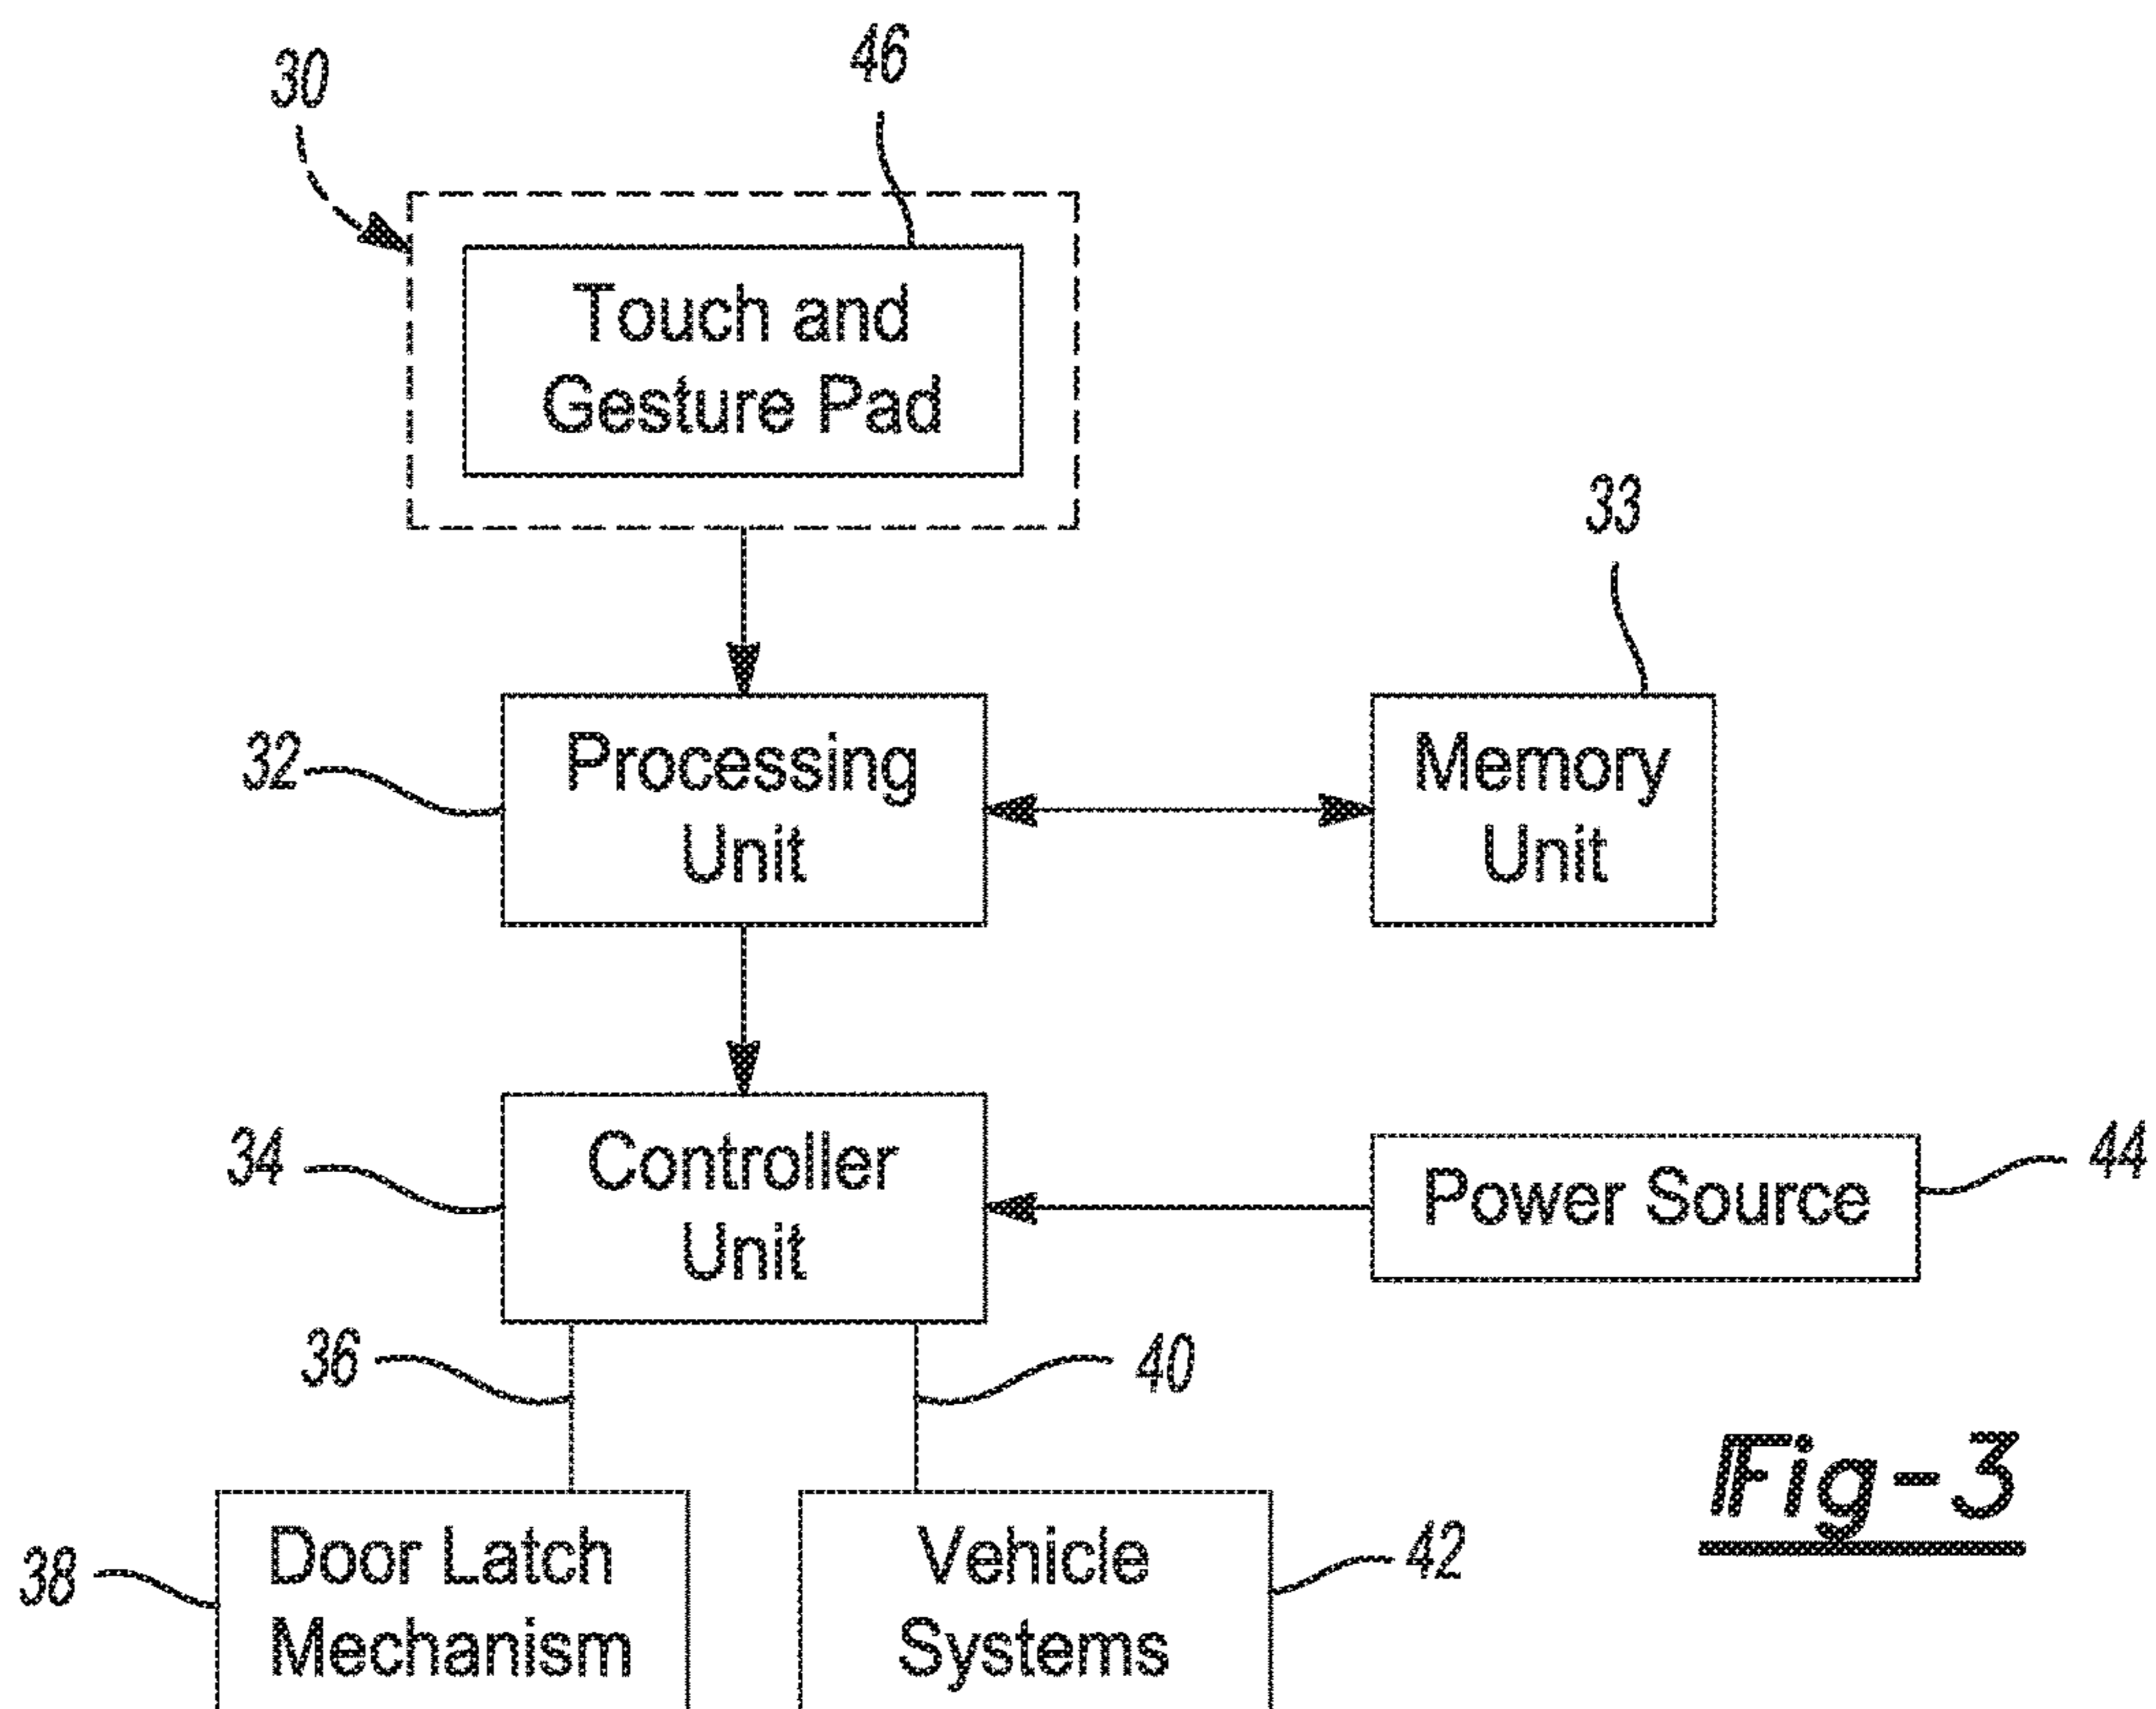 30
46
Touch and
Gesture Pad
33
32
Processing
Unit
Memory
Unit
34
Controller
Unit
Power Source
44
36
40
Fig-3
38
Door Latch
Mechanism
Vehicle
Systems
42